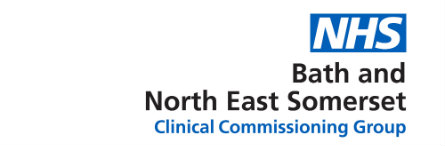 NHS
Bath and
North East Somerset
Clinical Commissioning Group